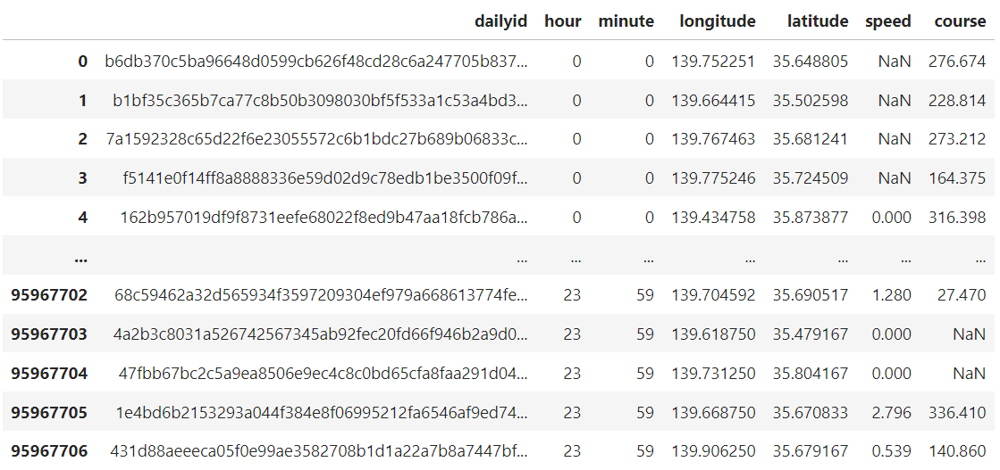 dailyid hour minute longitude latitude speed course
0 b6db370c5ba96648d0599cb626f48cd28c6a247705b837... 0 0 139.752251 35.648805 NaN 276.674
1 b1bf35c365b7ca77c8b50b3098030bf5f533a1c53a4bd3... 0 0 139.664415 35.502598 NaN 228.814
2 7a1592328c65d22f6e23055572c6b1bdc27b689b06833c... 0 0 139.767463 35.681241 NaN 273.212
3 f5141e0f14ff8a8888336e59d02d9c78edb1be3500f09f... 0 0 139.775246 35.724509 NaN 164.375
4 162b957019df9f8731eefe68022f8ed9b47aa18fcb786a... 0 0 139.434758 35.873877 0.000 316.398
... ... ... ... ... ... ... ...
95967702 68c59462a32d565934f3597209304ef979a668613774fe... 23 59 139.704592 35.690517 1.280 27.470
95967703 4a2b3c8031a526742567345ab92fec20fd66f946b2a9d0... 23 59 139.618750 35.479167 0.000 NaN
95967704 47fbb67bc2c5a9ea8506e9ec4c8c0bd65cfa8faa291d04... 23 59 139.731250 35.804167 0.000 NaN
95967705 1e4bd6b2153293a044f384e8f06995212fa6546af9ed74... 23 59 139.668750 35.670833 2.796 336.410
95967706 431d88aeeeca05f0e99ae3582708b1d1a22a7b8a7447bf... 23 59 139.906250 35.679167 0.539 140.860